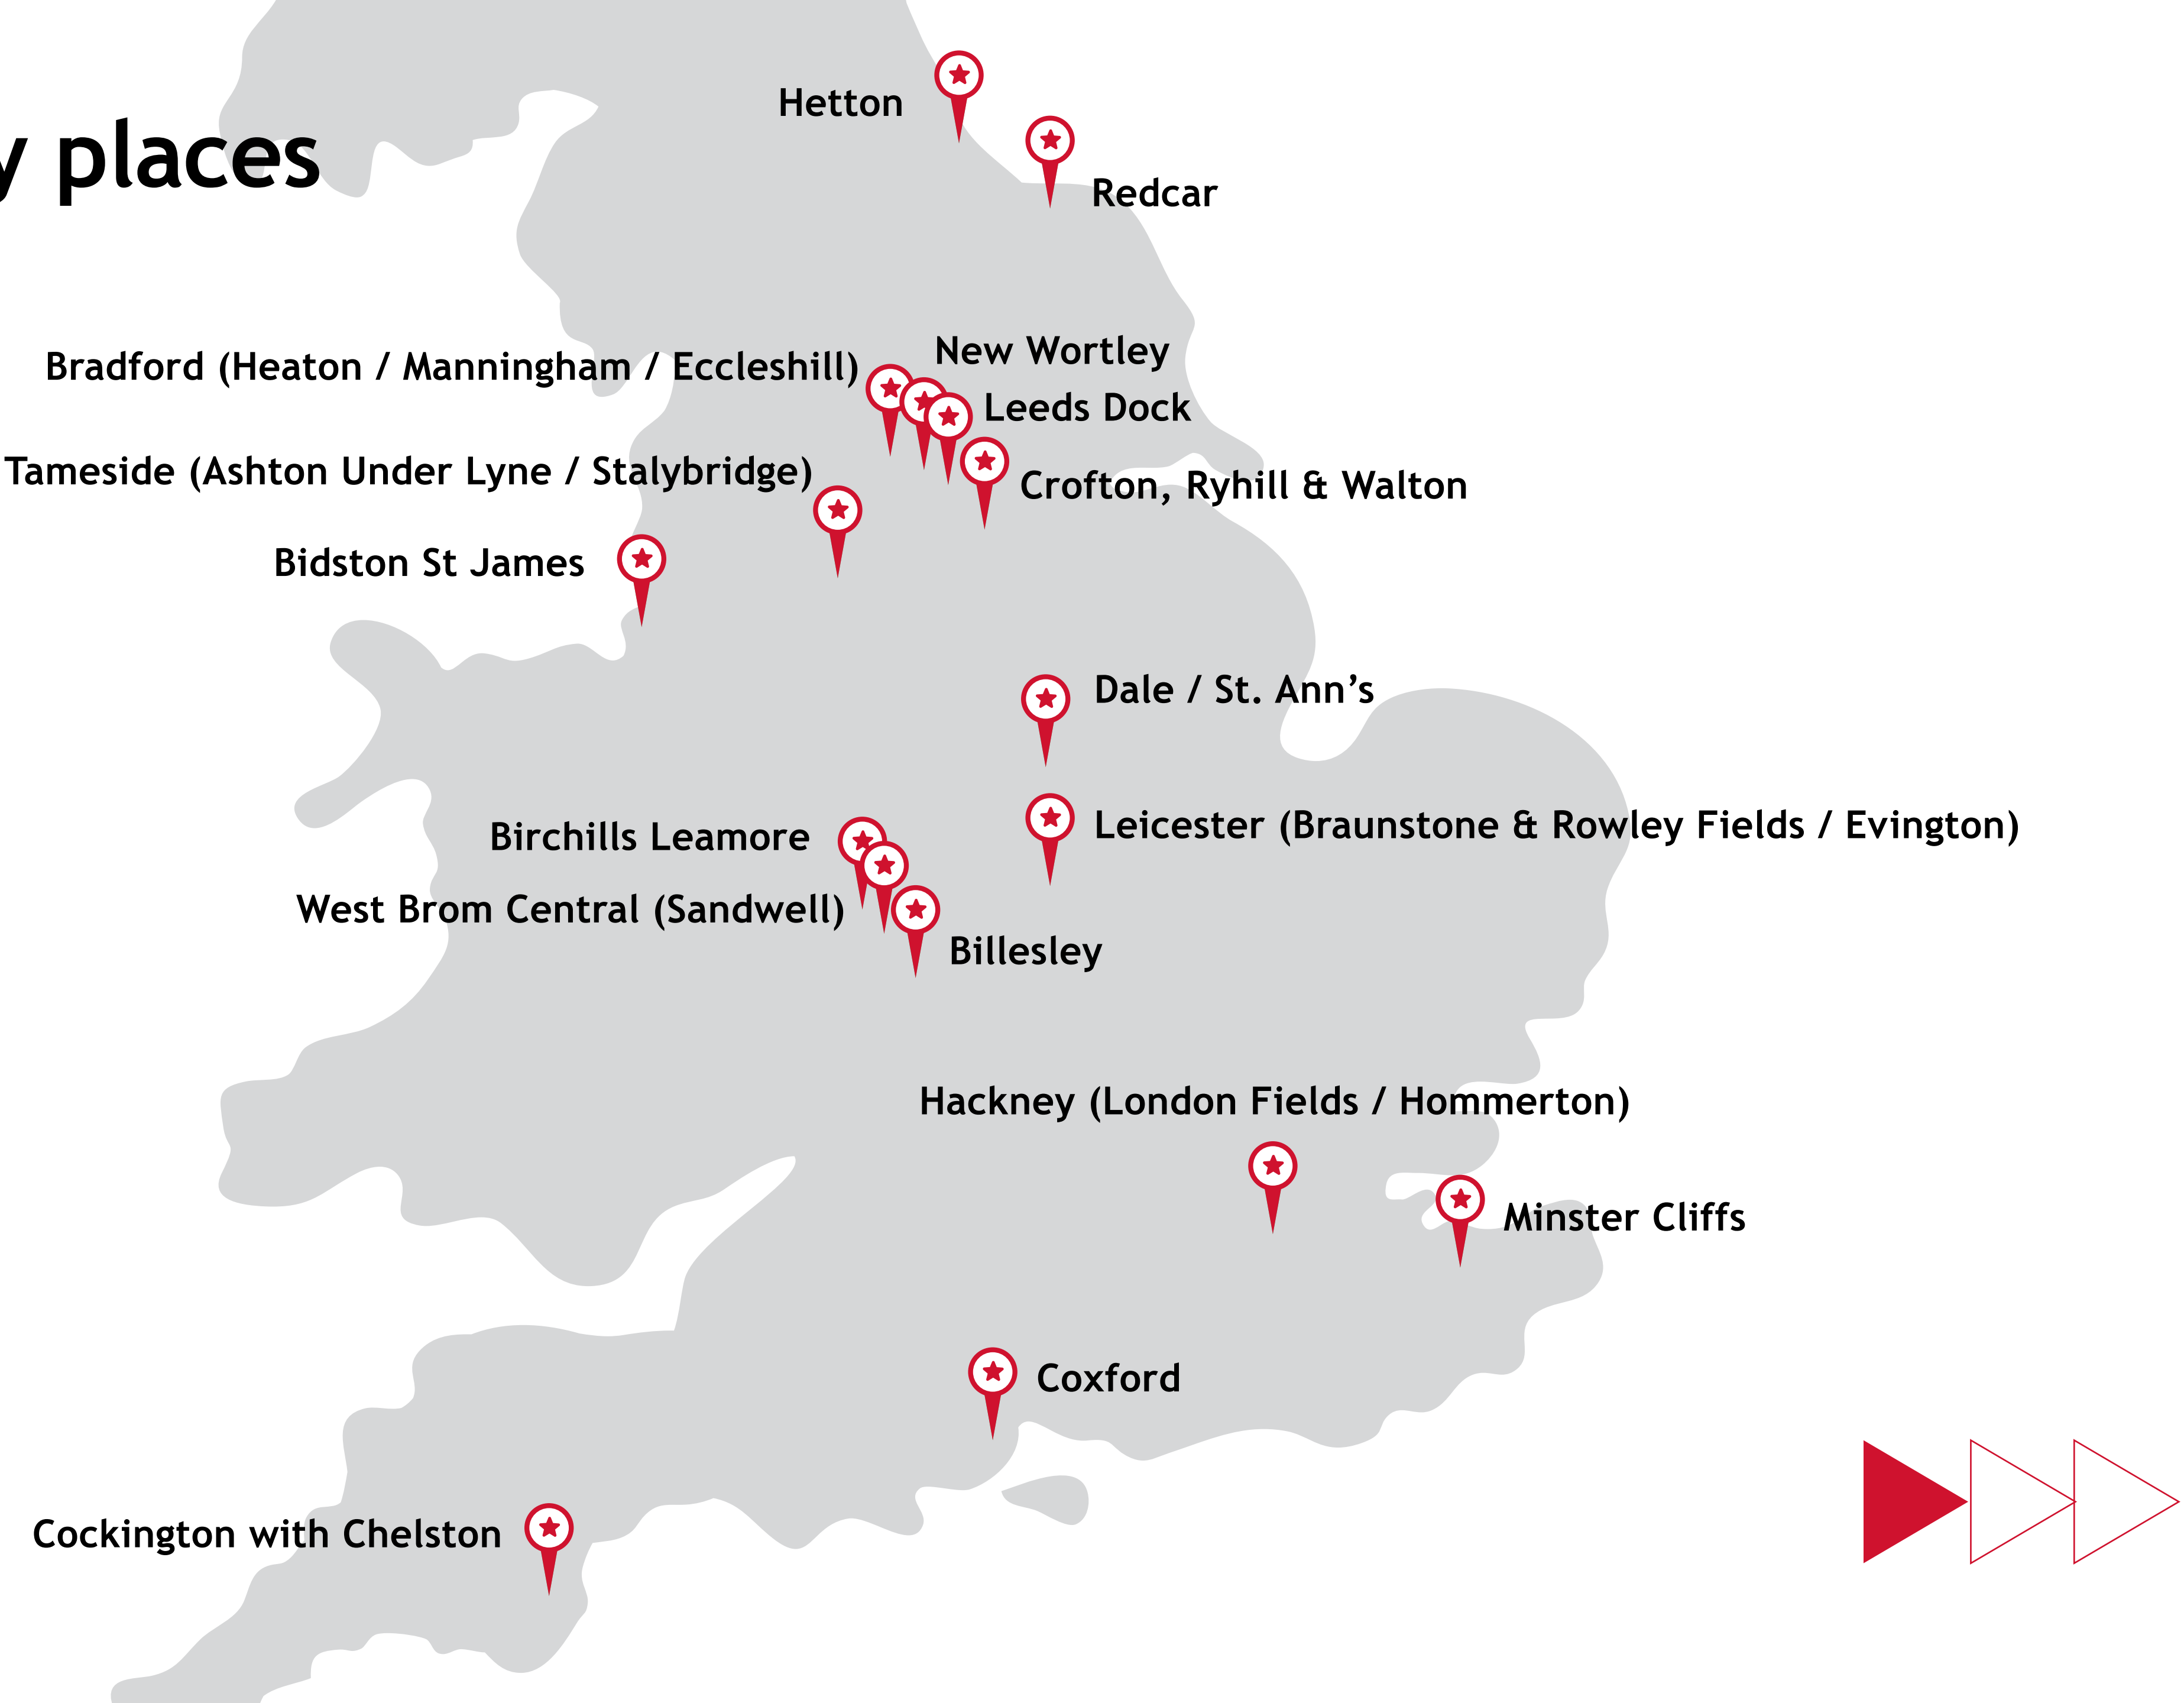 y places
Hetton
Redcar
New Wortley
Bradford (Heaton / Manningham / Eccleshill)
Leeds Dock
Tameside (Ashton Under Lyne / Stalybridge)
Crofton, Ryhill & Walton
Bidston St James
Dale / St. Ann’s
Leicester (Braunstone & Rowley Fields / Evington)
Birchills Leamore
West Brom Central (Sandwell)
Billesley
Hackney (London Fields / Hommerton)
Minster Cliffs
Coxford
Cockington with Chelston